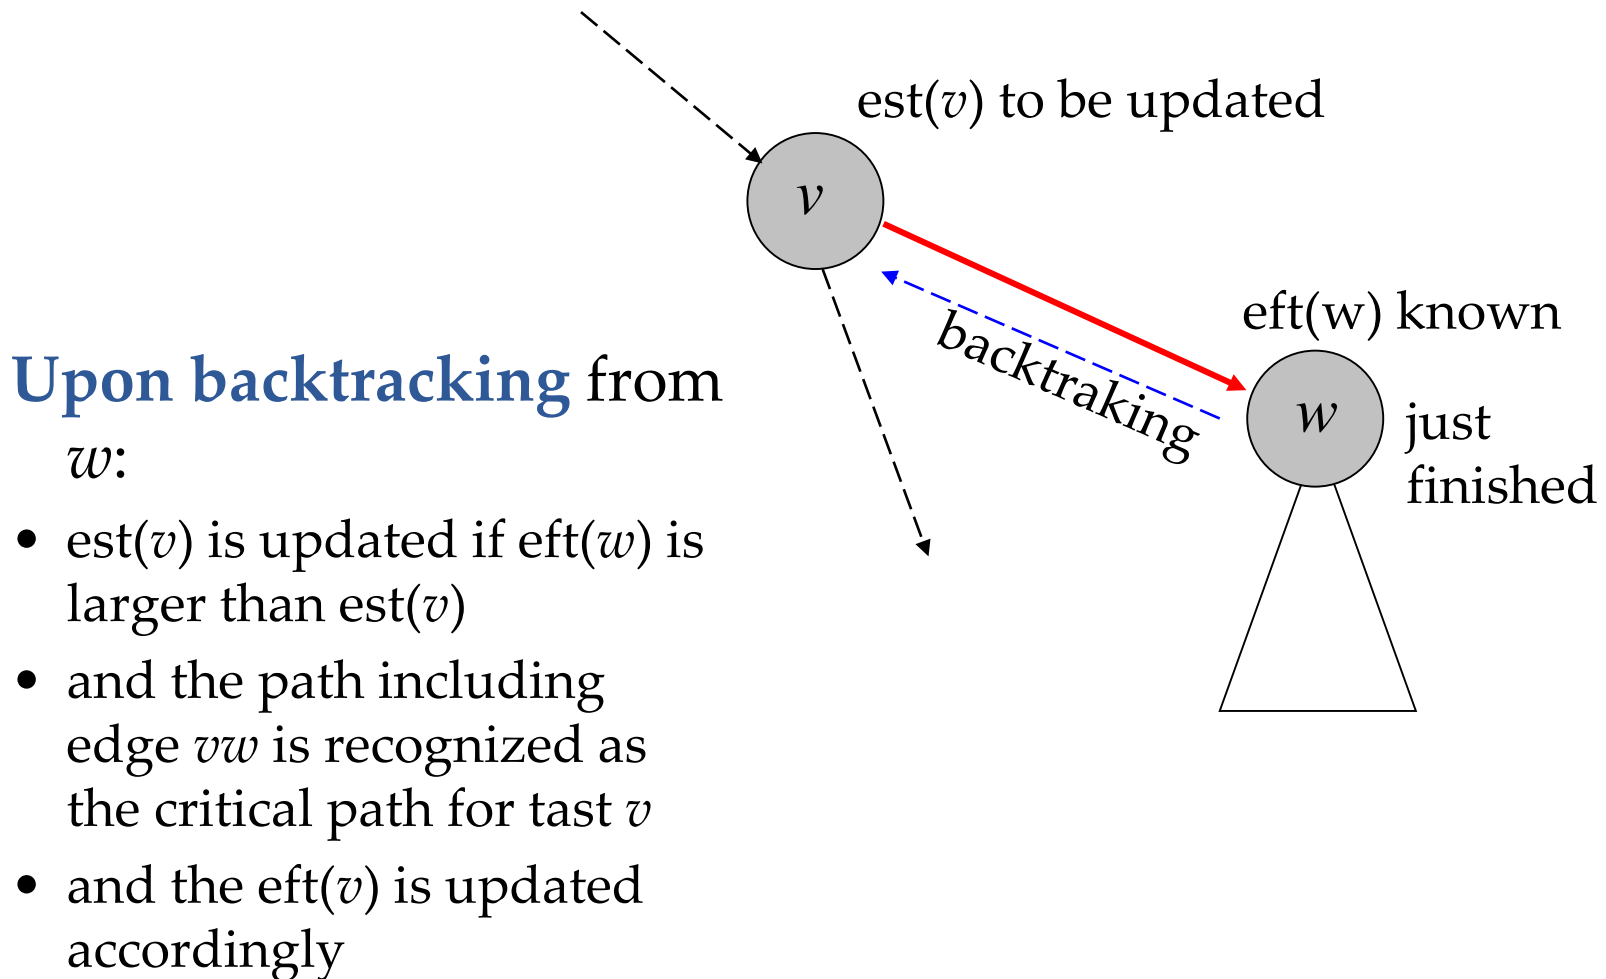 est(v) to be updated
v
eft(w) known
backtraking
w
just
finished
Upon backtracking from
w:
• est(v) is updated if eft(w) is
larger than est(v)
• and the path including
edge vw is recognized as
the critical path for tast v
• and the eft(v) is updated
accordingly